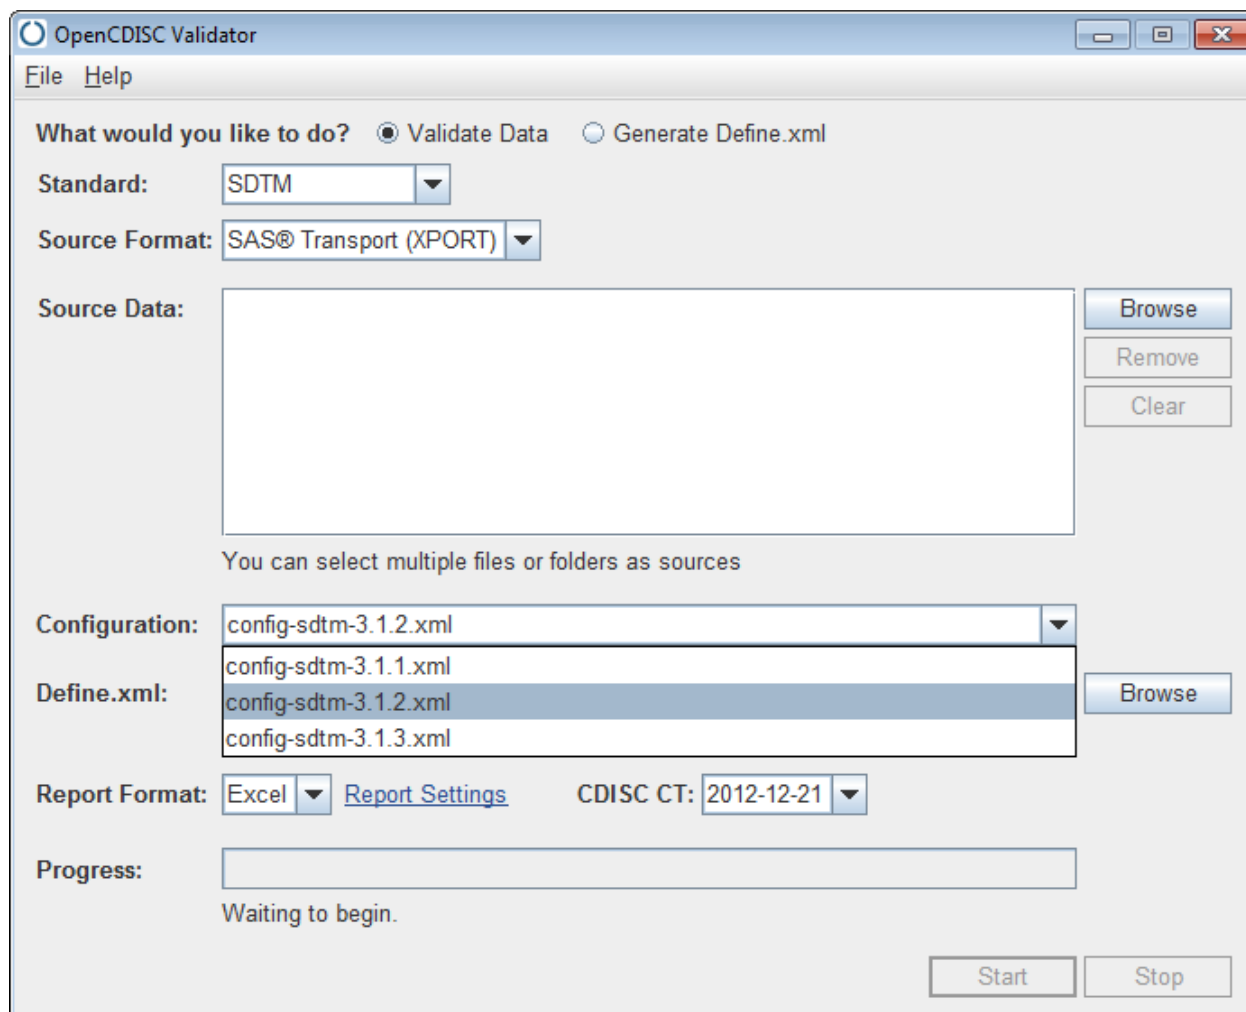 OpenCDISC Validator
File Help
What would you like to do? Validate Data Generate Define.xml
Standard: SDTM
Source Format: SAS® Transport (XPORT)
Source Data: Browse
Remove
Clear
You can select multiple files or folders as sources
Configuration: config-sdtm-3.1.2.xml
config-sdtm-3.1.1.xml
Define.xml: config-sdtm-3.1.2.xml Browse
config-sdtm-3.1.3.xml
Report Format: Excel Report Settings CDISC CT: 2012-12-21
Progress:
Waiting to begin.
Start Stop